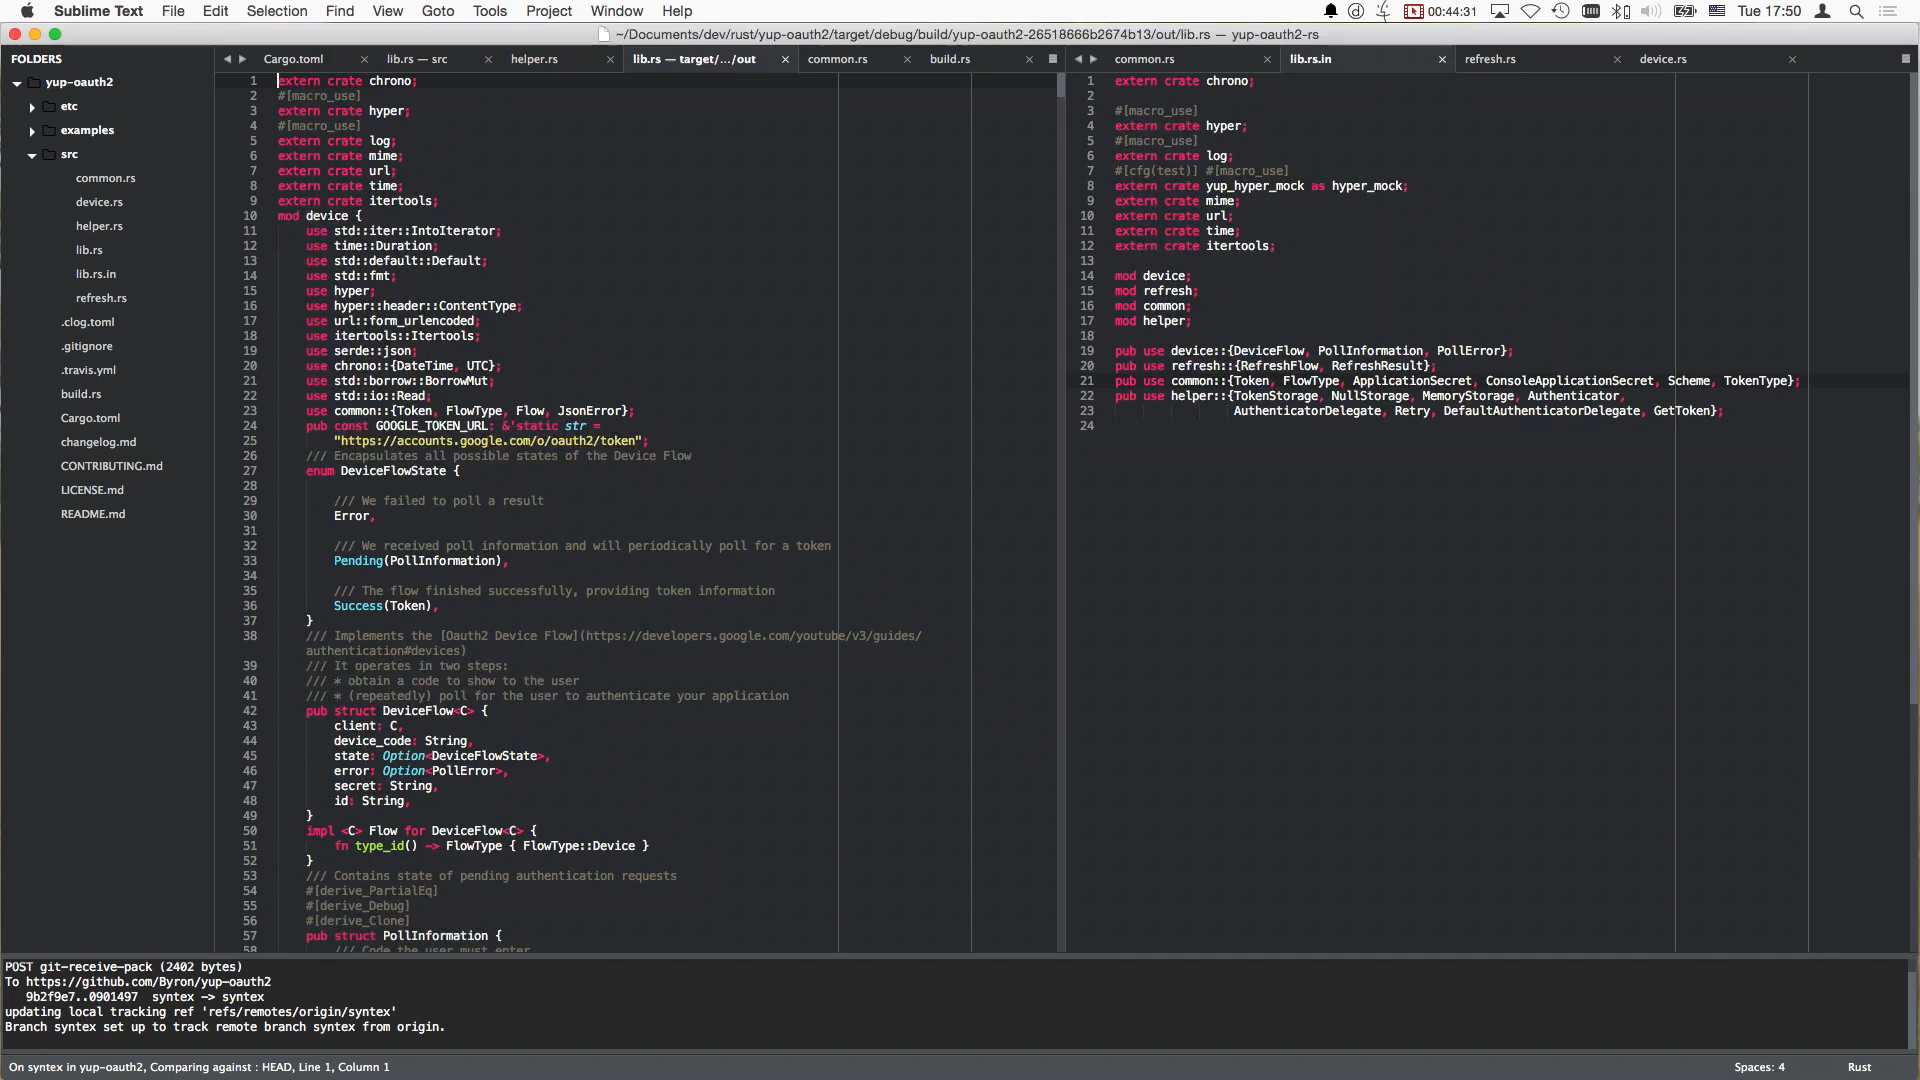 Sublime Text File Edit Selection Find View Goto Tools Project Window Help 00:44:31 Tue 17:50
~/Documents/dev/rust/yup-oauth2/target/debug/build/yup-oauth2-26518666b2674b13/out/lib.rs — yup-oauth2-rs
FOLDERS
yup-oauth2
etc
examples
src
common.rs
device.rs
helper.rs
lib.rs
lib.rs.in
refresh.rs
.clog.toml
.gitignore
.travis.yml
build.rs
Cargo.toml
changelog.md
CONTRIBUTING.md
LICENSE.md
README.md
Cargo.toml lib.rs — src helper.rs lib.rs — target/.../out common.rs build.rs
1 extern crate chrono;
2 #[macro_use]
3 extern crate hyper;
4 #[macro_use]
5 extern crate log;
6 extern crate mime;
7 extern crate url;
8 extern crate time;
9 extern crate itertools;
10 mod device {
11 use std::iter::IntoIterator;
12 use time::Duration;
13 use std::default::Default;
14 use std::fmt;
15 use hyper;
16 use hyper::header::ContentType;
17 use url::form_urlencoded;
18 use itertools::Itertools;
19 use serde::json;
20 use chrono::{DateTime, UTC};
21 use std::borrow::BorrowMut;
22 use std::io::Read;
23 use common::{Token, FlowType, Flow, JsonError};
24 pub const GOOGLE_TOKEN_URL: &'static str =
25 "https://accounts.google.com/o/oauth2/token";
26 /// Encapsulates all possible states of the Device Flow
27 enum DeviceFlowState {
28
29 /// We failed to poll a result
30 Error,
31
32 /// We received poll information and will periodically poll for a token
33 Pending(PollInformation),
34
35 /// The flow finished successfully, providing token information
36 Success(Token),
37 }
38 /// Implements the [Oauth2 Device Flow](https://developers.google.com/youtube/v3/guides/
authentication#devices)
39 /// It operates in two steps:
40 /// * obtain a code to show to the user
41 /// * (repeatedly) poll for the user to authenticate your application
42 pub struct DeviceFlow<C> {
43 client: C,
44 device_code: String,
45 state: Option<DeviceFlowState>,
46 error: Option<PollError>,
47 secret: String,
48 id: String,
49 }
50 impl <C> Flow for DeviceFlow<C> {
51 fn type_id() -> FlowType { FlowType::Device }
52 }
53 /// Contains state of pending authentication requests
54 #[derive_PartialEq]
55 #[derive_Debug]
56 #[derive_Clone]
57 pub struct PollInformation {
58 /// Code the user must enter
common.rs lib.rs.in refresh.rs device.rs
1 extern crate chrono;
2
3 #[macro_use]
4 extern crate hyper;
5 #[macro_use]
6 extern crate log;
7 #[cfg(test)] #[macro_use]
8 extern crate yup_hyper_mock as hyper_mock;
9 extern crate mime;
10 extern crate url;
11 extern crate time;
12 extern crate itertools;
13
14 mod device;
15 mod refresh;
16 mod common;
17 mod helper;
18
19 pub use device::{DeviceFlow, PollInformation, PollError};
20 pub use refresh::{RefreshFlow, RefreshResult};
21 pub use common::{Token, FlowType, ApplicationSecret, ConsoleApplicationSecret, Scheme, TokenType};
22 pub use helper::{TokenStorage, NullStorage, MemoryStorage, Authenticator,
23 AuthenticatorDelegate, Retry, DefaultAuthenticatorDelegate, GetToken};
24
POST git-receive-pack (2402 bytes)
To https://github.com/Byron/yup-oauth2
9b2f9e7..0901497 syntex -> syntex
updating local tracking ref 'refs/remotes/origin/syntex'
Branch syntex set up to track remote branch syntex from origin.
On syntex in yup-oauth2, Comparing against : HEAD, Line 1, Column 1 Spaces: 4 Rust